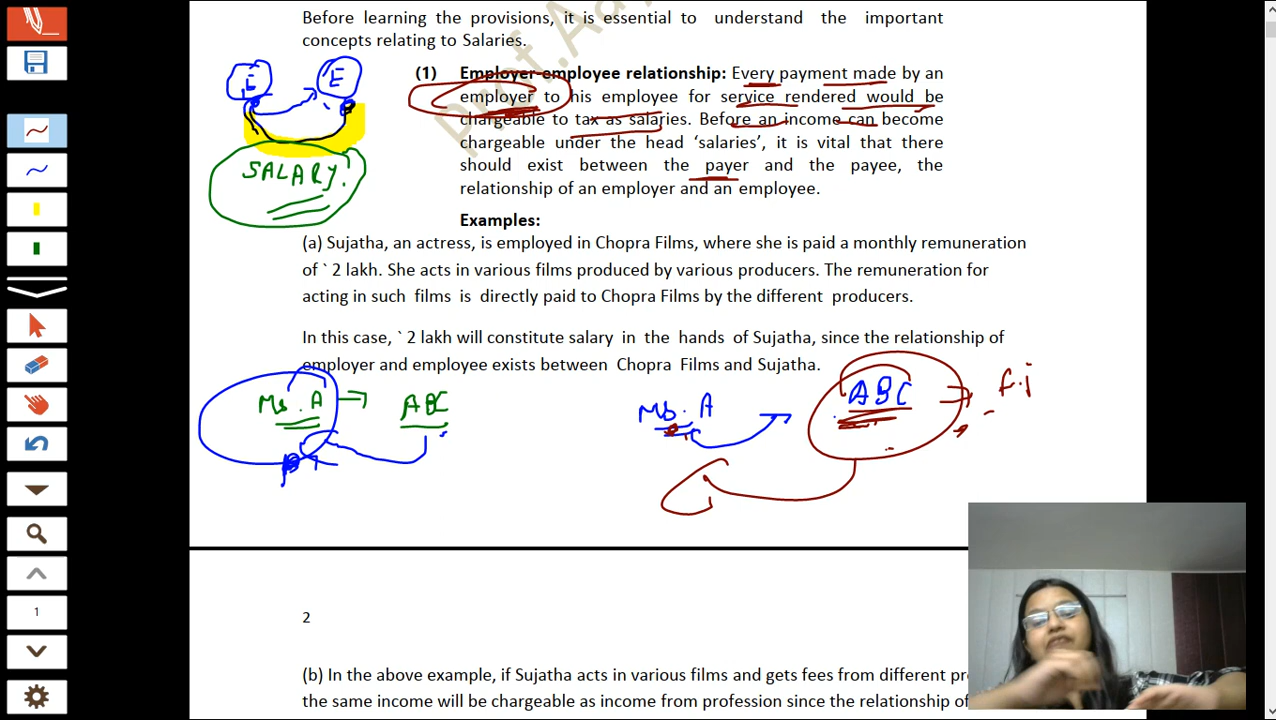 Before learning the provisions, it is essential to understand the important
concepts relating to Salaries.
(1) Employer-employee relationship: Every payment made by an
employer to his employee for service rendered would be
chargeable to tax as salaries. Before an income can become
chargeable under the head ‘salaries’, it is vital that there
should exist between the payer and the payee, the
relationship of an employer and an employee.
E E
SALARY.
Examples:
(a) Sujatha, an actress, is employed in Chopra Films, where she is paid a monthly remuneration
of ` 2 lakh. She acts in various films produced by various producers. The remuneration for
acting in such films is directly paid to Chopra Films by the different producers.
In this case, ` 2 lakh will constitute salary in the hands of Sujatha, since the relationship of
employer and employee exists between Chopra Films and Sujatha.
Ms. A ABC Ms. A ABC
2
(b) In the above example, if Sujatha acts in various films and gets fees from different
the same income will be chargeable as income from profession since the relationship of
1